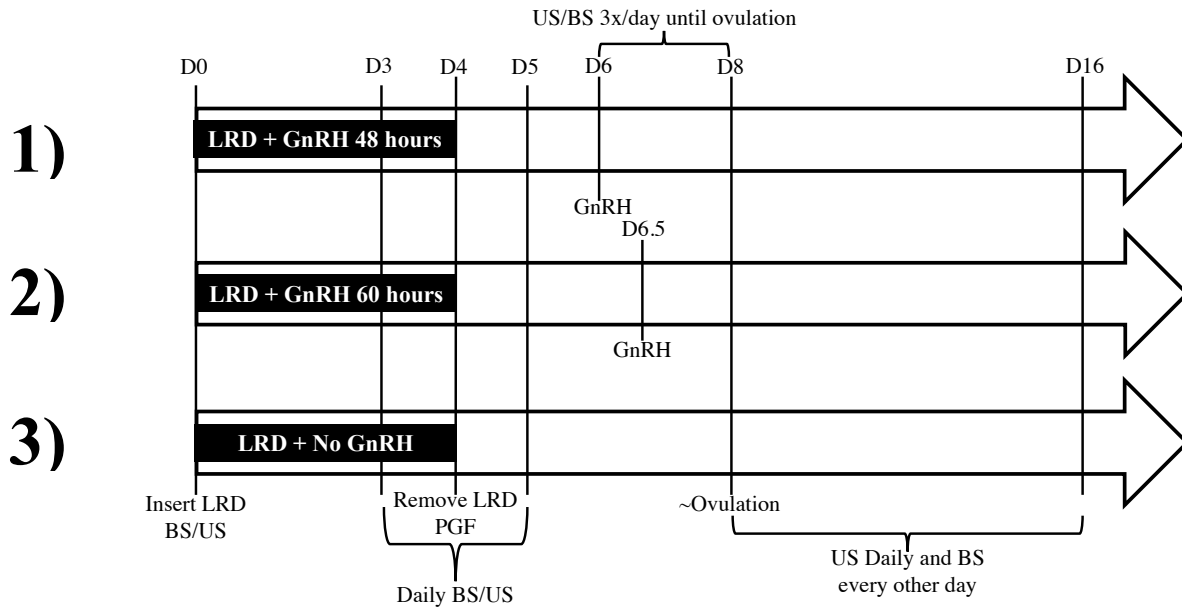 US/BS 3x/day until ovulation
D0
D3
D4
D5
D6
D8
D16
1)
LRD + GnRH 48 hours
GnRH
D6.5
2)
LRD + GnRH 60 hours
GnRH
3)
LRD + No GnRH
Insert LRD
BS/US
Remove LRD
PGF
~Ovulation
Daily BS/US
US Daily and BS
every other day